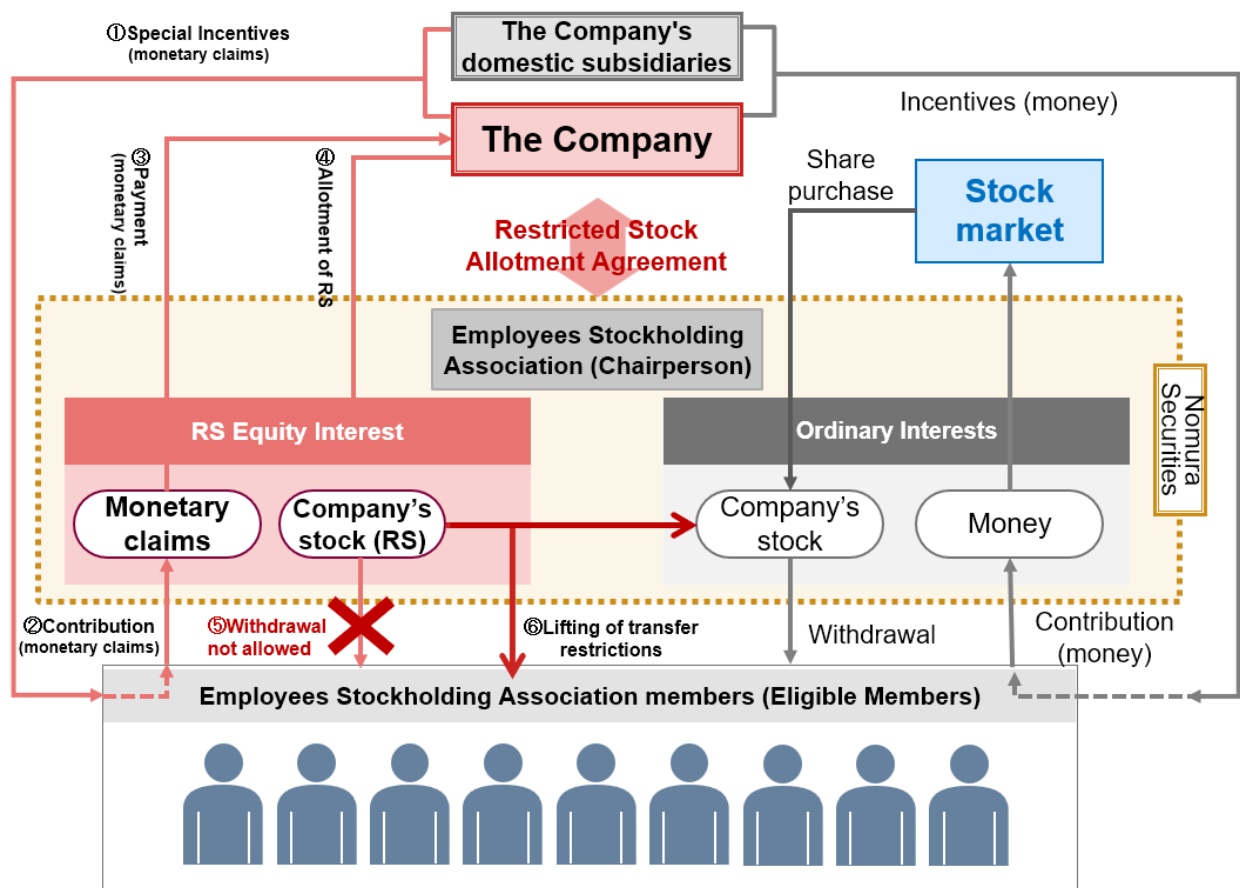 ①Special Incentives
(monetary claims)
The Company's
domestic subsidiaries
Incentives (money)
The Company
③Payment
(monetary claims)
④Allotment of RS
Share
purchase
Stock
market
Restricted Stock
Allotment Agreement
Employees Stockholding
Association (Chairperson)
Nomura
Securities
RS Equity Interest
Ordinary Interests
Monetary
claims
Company's
stock (RS)
Company’s
stock
Money
②Contribution
(monetary claims)
⑤Withdrawal
not allowed
⑥Lifting of transfer
restrictions
Withdrawal
Contribution
(money)
Employees Stockholding Association members (Eligible Members)